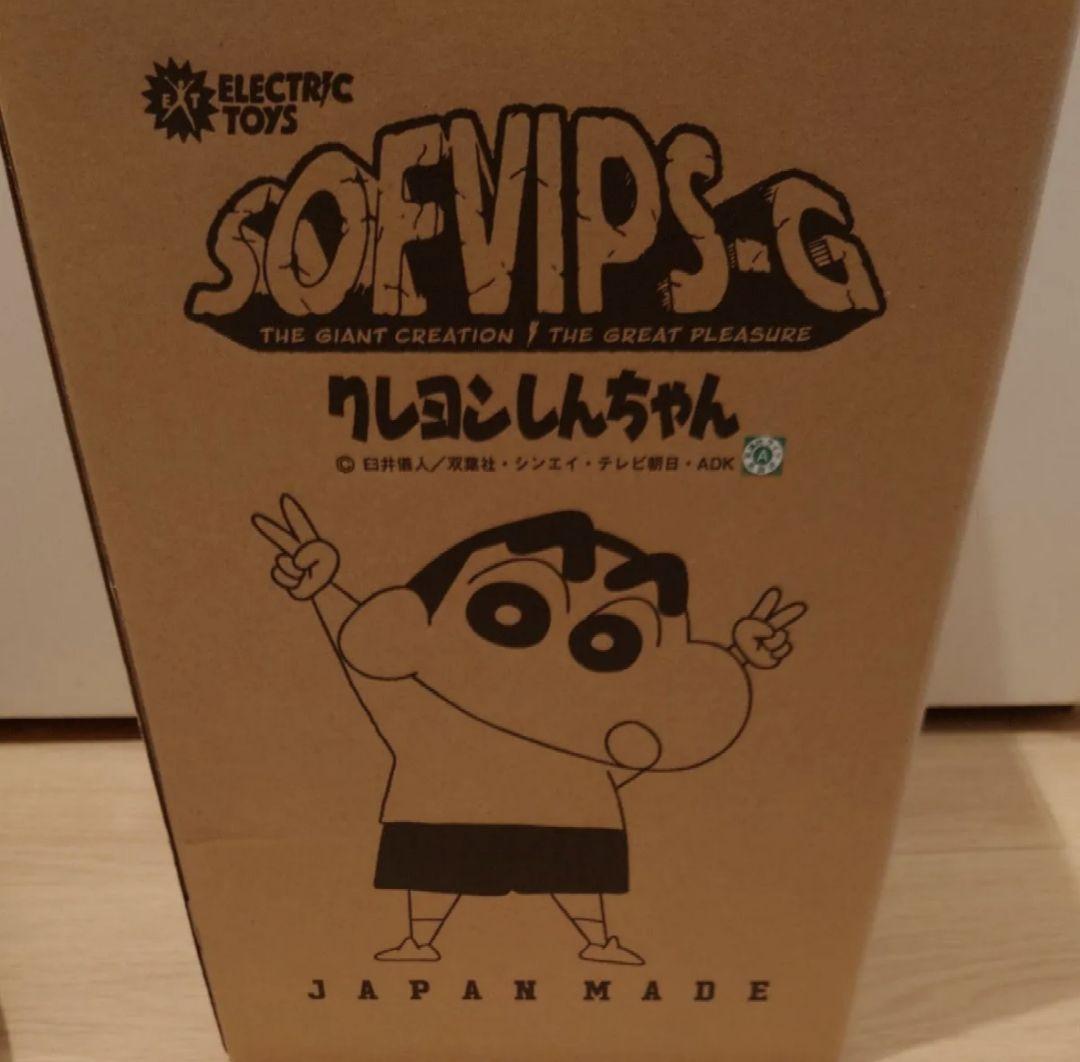 EXT
ELECTRIC
TOYS
SOFVIPS-G
THE GIANT CREATION THE GREAT PLEASURE
クレヨンしんちゃん
© 臼井儀人／双葉社・シンエイ・テレビ朝日・ADK
A
JAPAN MADE